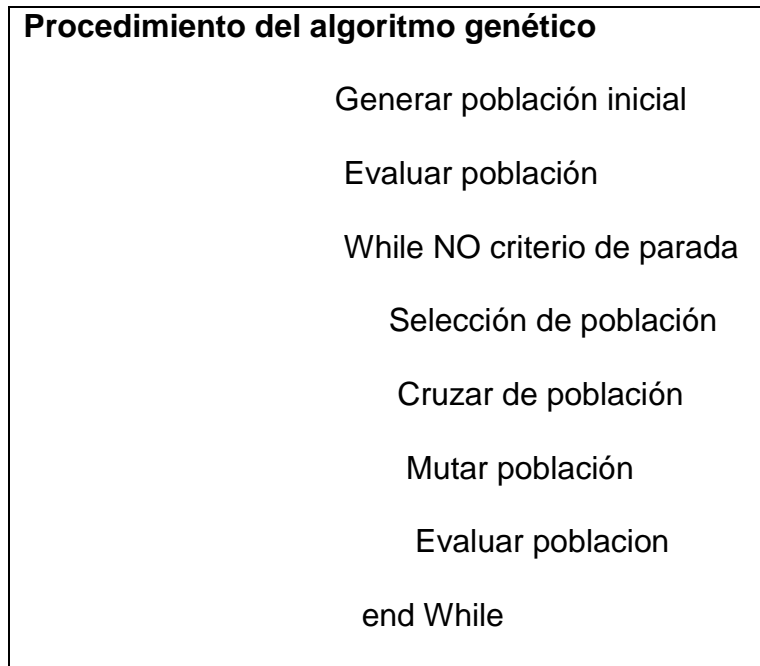 Procedimiento del algoritmo genético
Generar población inicial
Evaluar población
While NO criterio de parada
Selección de población
Cruzar de población
Mutar población
Evaluar poblacion
end While